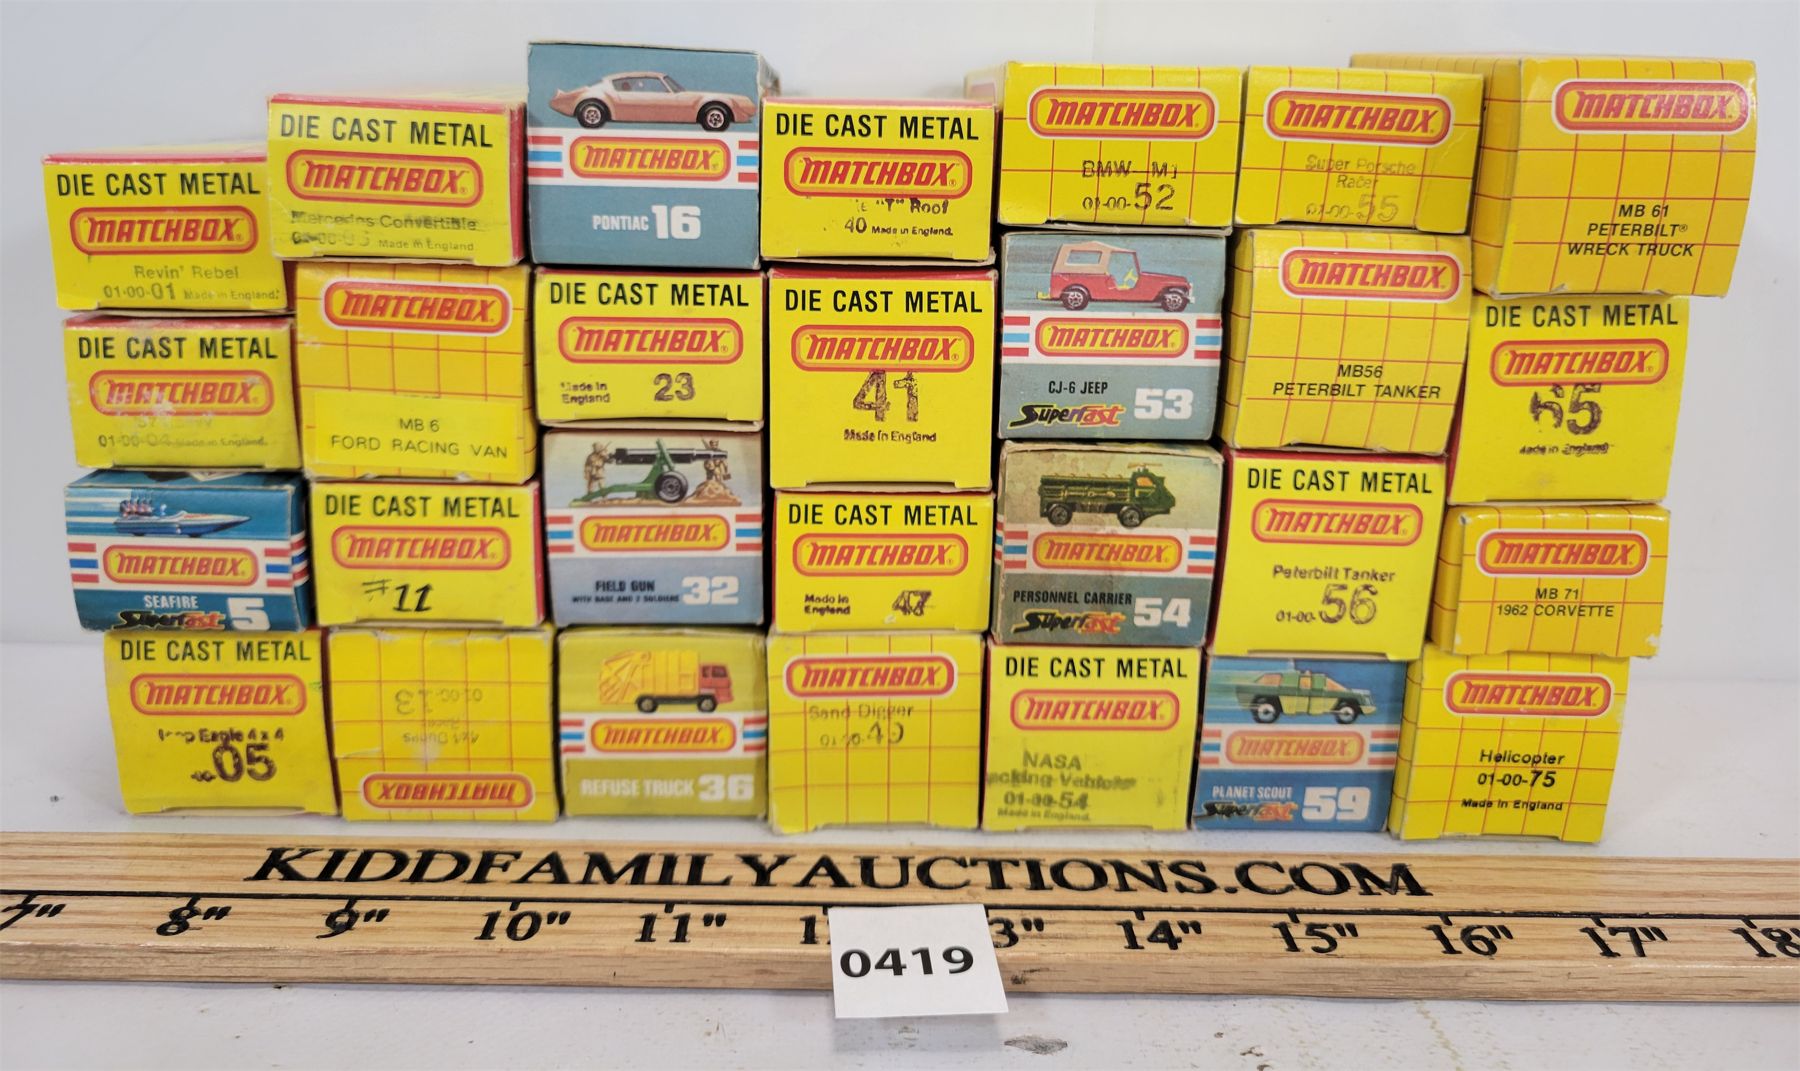 DIE CAST METAL
MATCHBOX
Revin' Rebel
01-00-01 Made in England.
DIE CAST METAL
MATCHBOX
01-00-04 Made in England.
MATCHBOX
SEAFIRE
Superfast 5
DIE CAST METAL
MATCHBOX
Jeep Eagle 4 x 4
05
DIE CAST METAL
MATCHBOX®
Mercedes Convertible
Made in England
MATCHBOX
MB 6
FORD RACING VAN
DIE CAST METAL
MATCHBOX
#11
01-00-13
MATCHBOX
MATCHBOX
PONTIAC 16
DIE CAST METAL
MATCHBOX
Made in
England
23
MATCHBOX
FIELD GUN
WITH BASE AND 2 SOLDIERS
32
MATCHBOX
REFUSE TRUCK 36
DIE CAST METAL
MATCHBOX
"T" Roof
40 Made in England.
DIE CAST METAL
MATCHBOX
41
Made in England
DIE CAST METAL
MATCHBOX
Made in
England
47
MATCHBOX
Sand Digger
MATCHBOX
BMW M1
01-00-52
MATCHBOX
CJ-6 JEEP
Superfast 53
MATCHBOX
PERSONNEL CARRIER
Superfast 54
DIE CAST METAL
MATCHBOX
NASA
Vehicles
01-00-54
Made in England.
MATCHBOX
Super Porsche
Racer
01-00-55
MATCHBOX
MB56
PETERBILT TANKER
DIE CAST METAL
MATCHBOX
Peterbilt Tanker
01-00-56
MATCHBOX
PLANET SCOUT
Superfast 59
MATCHBOX
MB 61
PETERBILT®
WRECK TRUCK
DIE CAST METAL
MATCHBOX
65
Made in England
MATCHBOX
MB 71
1962 CORVETTE
MATCHBOX
Helicopter
01-00-75
Made in England
KIDDFAMILYAUCTIONS.COM
7" 8" 9" 10" 11" 1 3" 14" 15" 16" 17" 18
0419